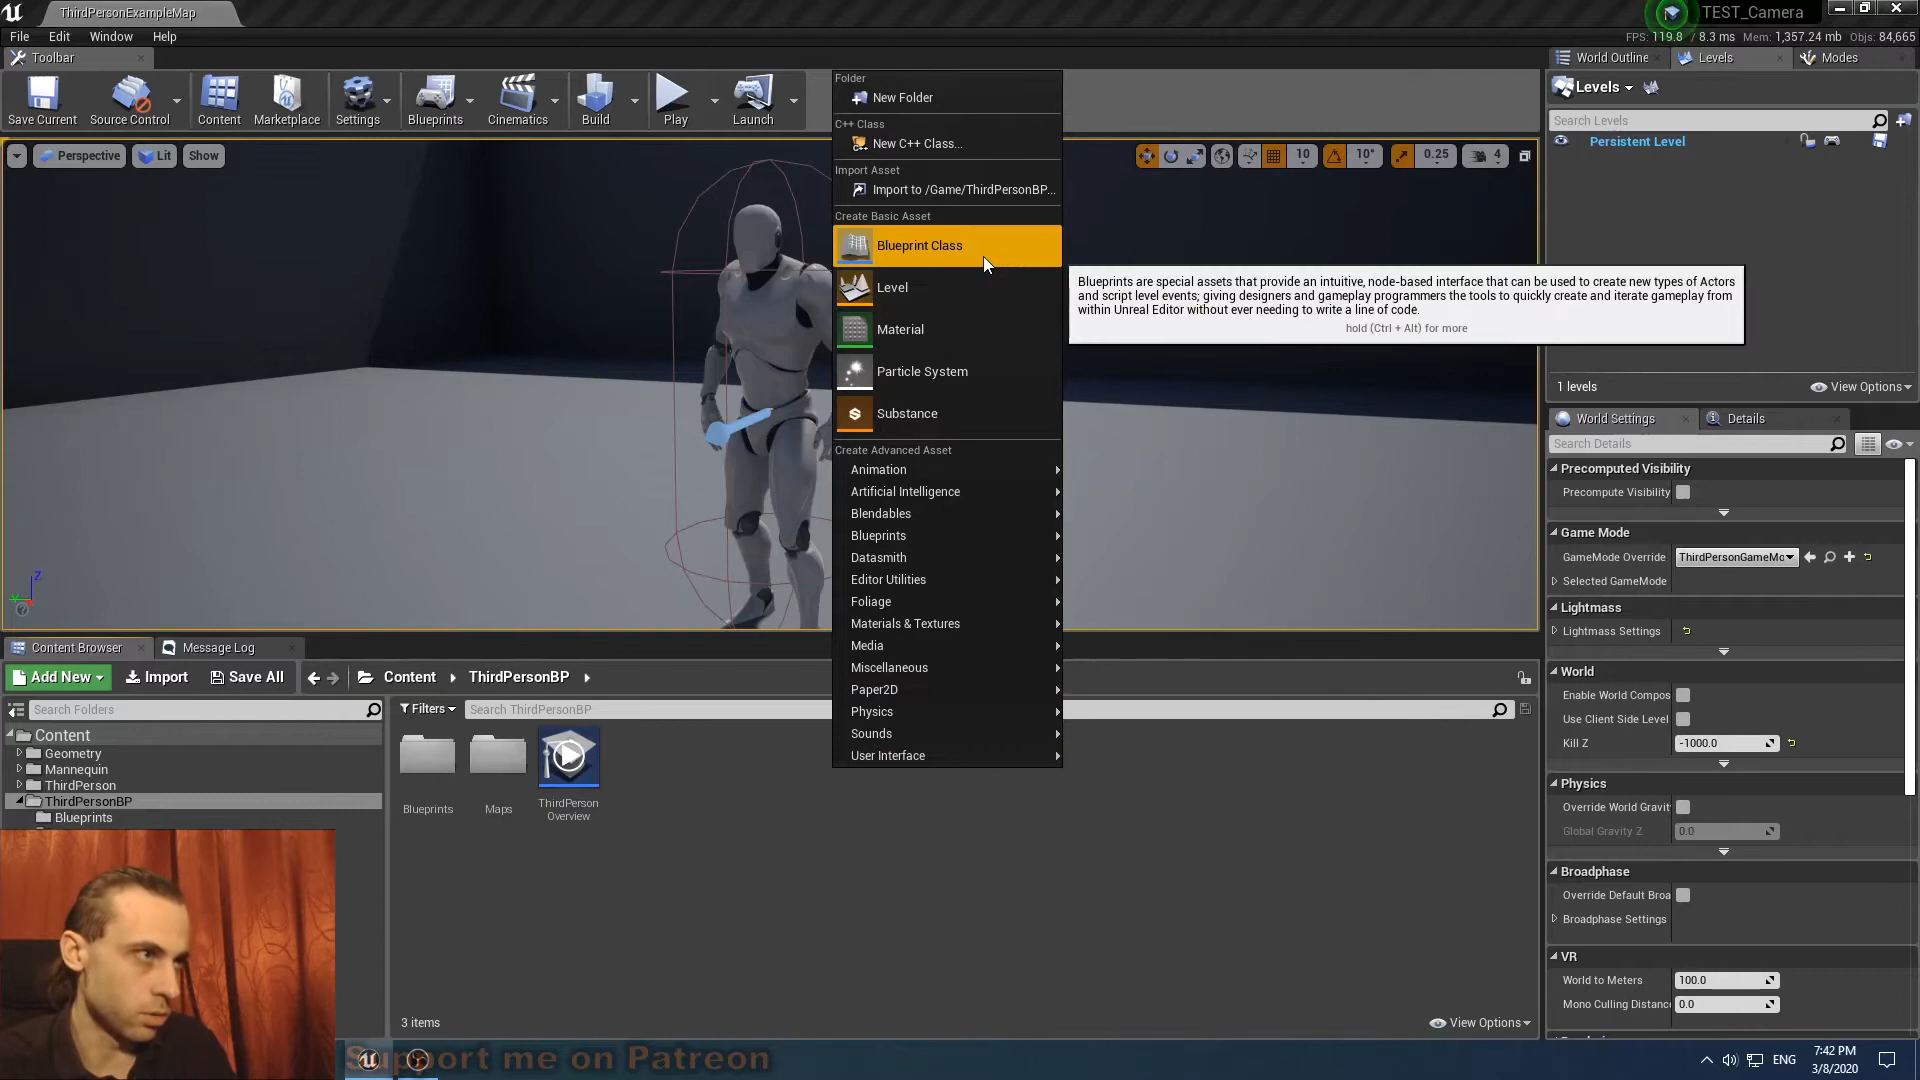 ThirdPersonExampleMap
TEST_Camera
File Edit Window Help
FPS: 119.8 / 8.3 ms Mem: 1,357.24 mb Objs: 84,665
Toolbar
World Outline Levels Modes
Save Current Source Control Content Marketplace Settings Blueprints Cinematics Build Play Launch
Levels
Search Levels
Persistent Level
1 levels
View Options
Perspective Lit Show
10 10° 0.25 4
Folder
New Folder
C++ Class
New C++ Class...
Import Asset
Import to /Game/ThirdPersonBP...
Create Basic Asset
Blueprint Class
Level
Material
Particle System
Substance
Create Advanced Asset
Animation
Artificial Intelligence
Blendables
Blueprints
Datasmith
Editor Utilities
Foliage
Materials & Textures
Media
Miscellaneous
Paper2D
Physics
Sounds
User Interface
Blueprints are special assets that provide an intuitive, node-based interface that can be used to create new types of Actors
and script level events; giving designers and gameplay programmers the tools to quickly create and iterate gameplay from
within Unreal Editor without ever needing to write a line of code.
hold (Ctrl + Alt) for more
World Settings Details
Search Details
Precomputed Visibility
Precompute Visibility
Game Mode
GameMode Override ThirdPersonGameMo
Selected GameMode
Lightmass
Lightmass Settings
World
Enable World Compos
Use Client Side Level
Kill Z -1000.0
Physics
Override World Gravit
Global Gravity Z 0.0
Broadphase
Override Default Broa
Broadphase Settings
VR
World to Meters 100.0
Mono Culling Distanc 0.0
Z
Content Browser Message Log
Add New Import Save All Content ThirdPersonBP
Search Folders
Filters Search ThirdPersonBP
Content
Geometry
Mannequin
ThirdPerson
ThirdPersonBP
Blueprints
Blueprints Maps ThirdPerson
Overview
3 items
View Options
Support me on Patreon
ENG
7:42 PM
3/8/2020